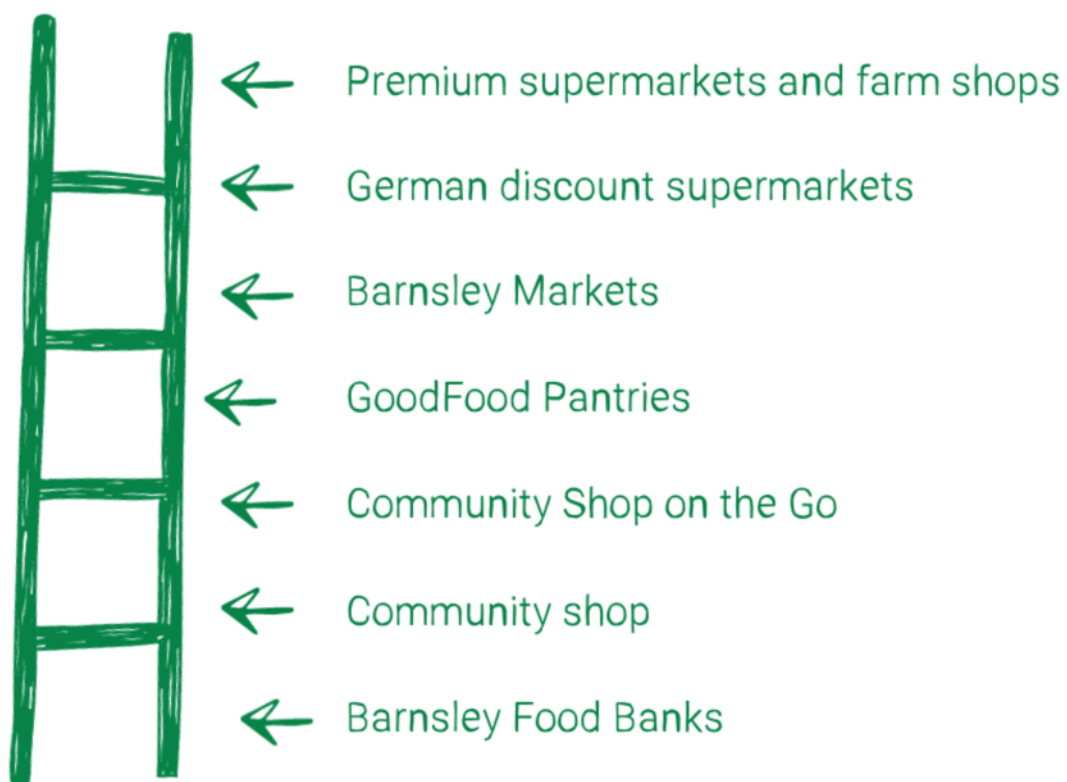 Premium supermarkets and farm shops
German discount supermarkets
Barnsley Markets
GoodFood Pantries
Community Shop on the Go
Community shop
Barnsley Food Banks